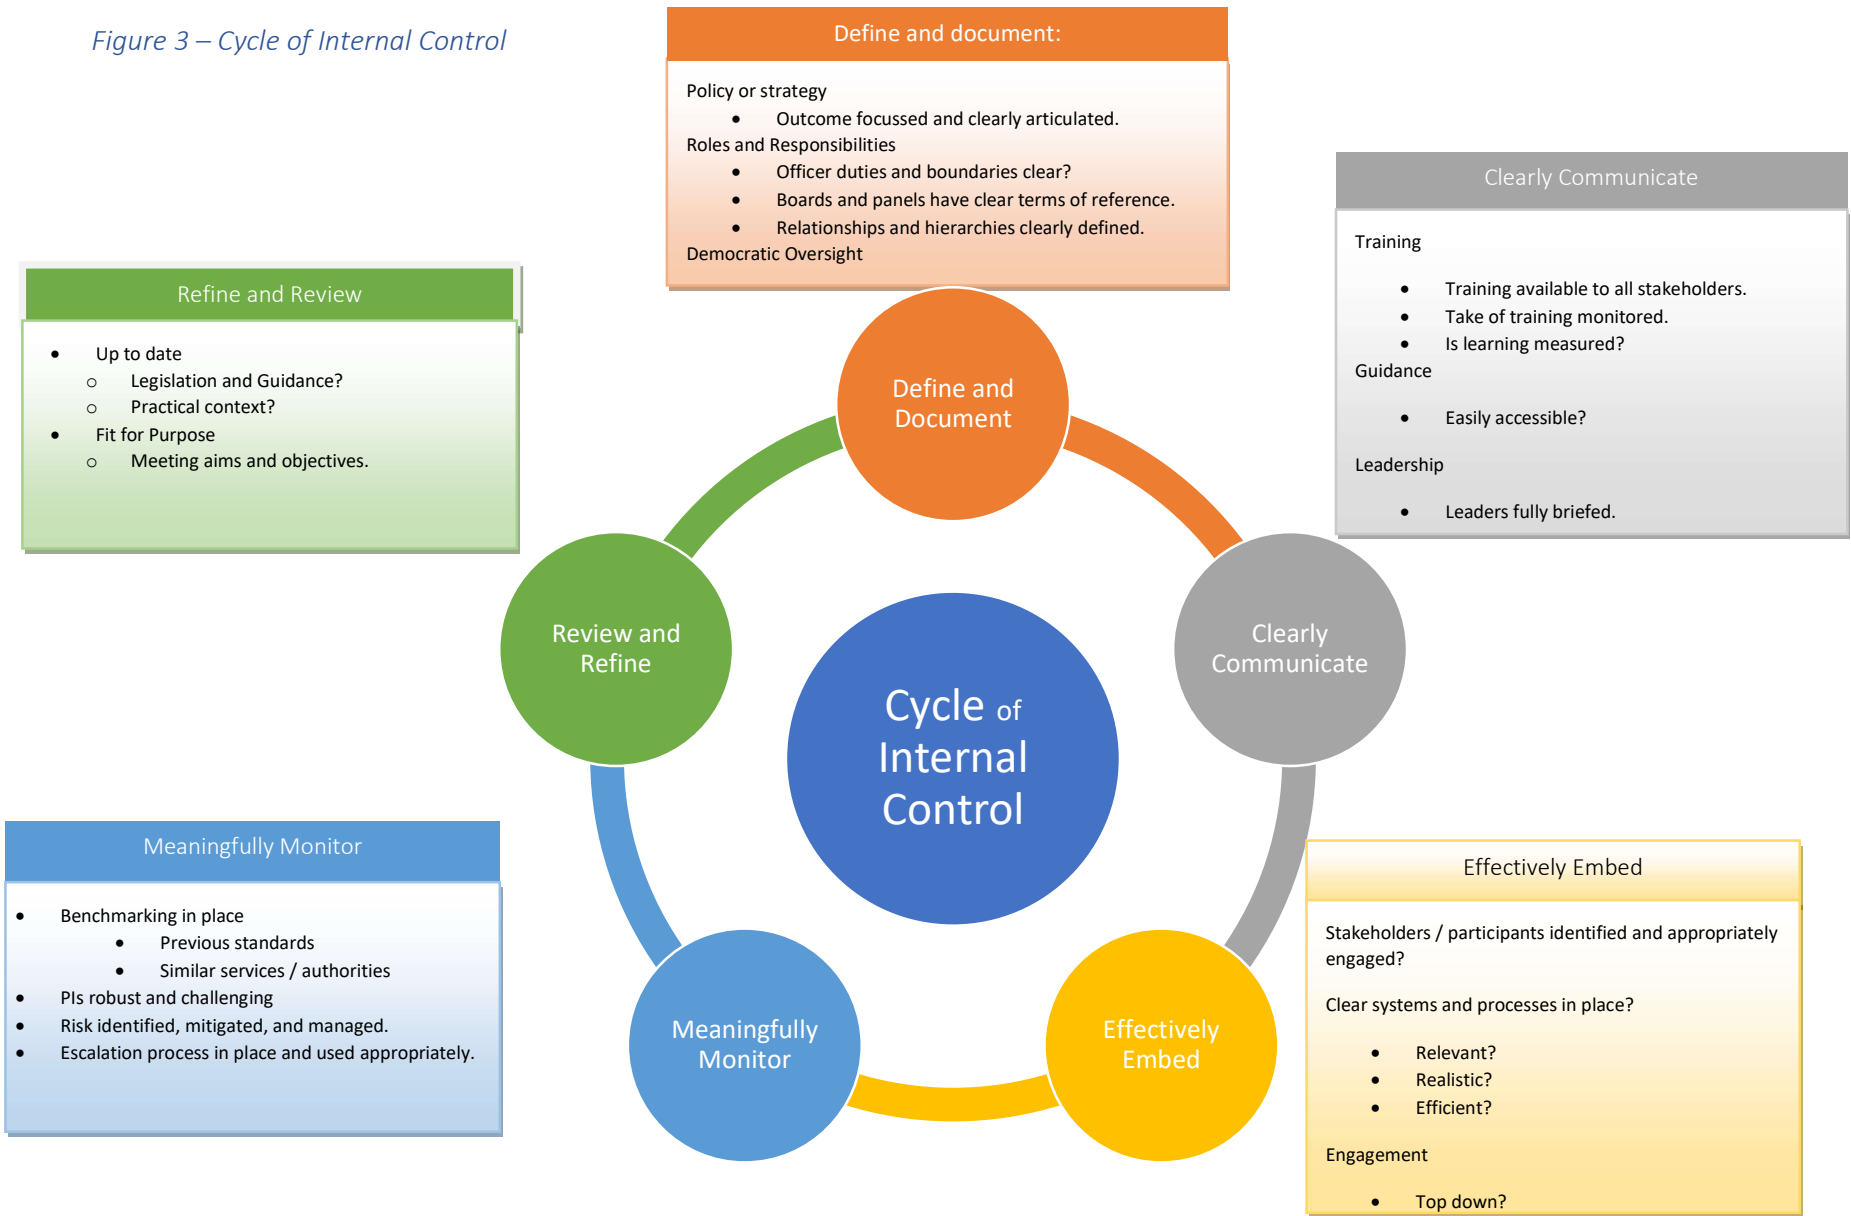 Figure 3 – Cycle of Internal Control
Define and document:
Policy or strategy
• Outcome focussed and clearly articulated.
Roles and Responsibilities
• Officer duties and boundaries clear?
• Boards and panels have clear terms of reference.
• Relationships and hierarchies clearly defined.
Democratic Oversight
Clearly Communicate
Training
• Training available to all stakeholders.
• Take of training monitored.
• Is learning measured?
Guidance
• Easily accessible?
Leadership
• Leaders fully briefed.
Refine and Review
• Up to date
o Legislation and Guidance?
o Practical context?
• Fit for Purpose
o Meeting aims and objectives.
Define and
Document
Review and
Refine
Clearly
Communicate
Cycle of
Internal
Control
Meaningfully Monitor
• Benchmarking in place
• Previous standards
• Similar services / authorities
• PIs robust and challenging
• Risk identified, mitigated, and managed.
• Escalation process in place and used appropriately.
Meaningfully
Monitor
Effectively
Embed
Effectively Embed
Stakeholders / participants identified and appropriately
engaged?
Clear systems and processes in place?
• Relevant?
• Realistic?
• Efficient?
Engagement
• Top down?